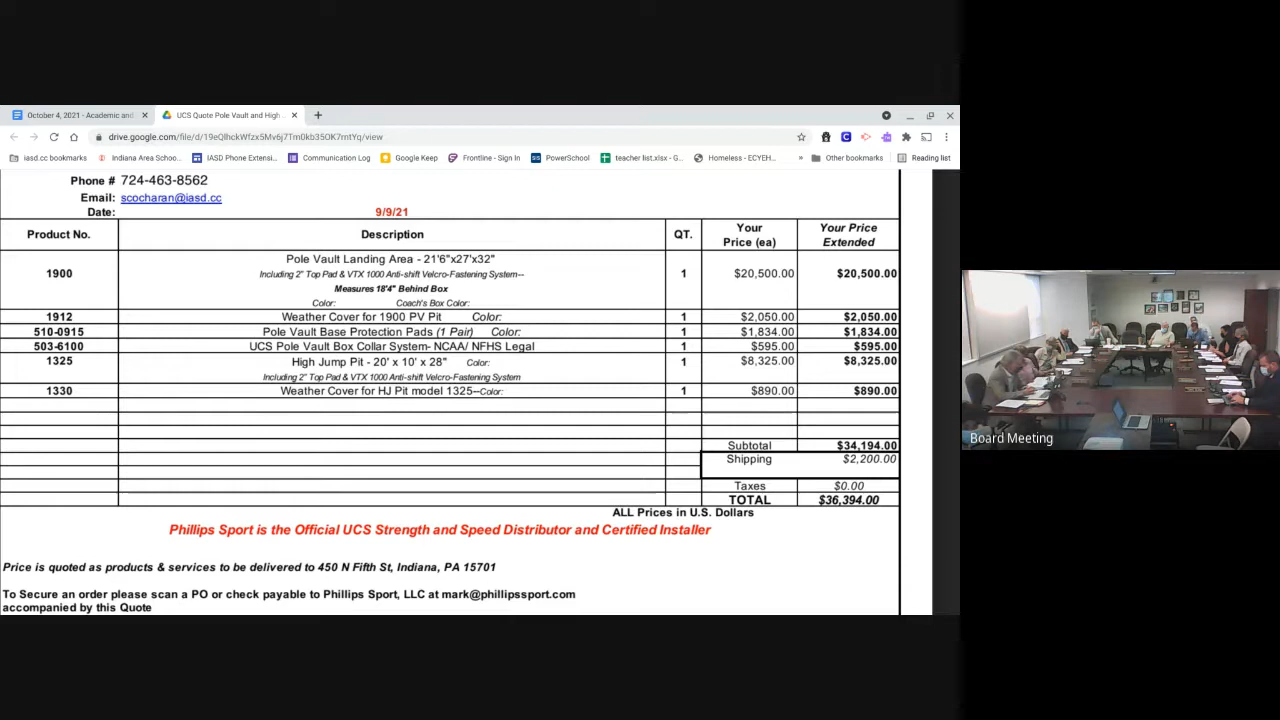 October 4, 2021 - Academic and
UCS Quote Pole Vault and High
drive.google.com/file/d/19eQlhckWfzx5Mv6j7Tm0kb35OK7mtYq/view
iasd.cc bookmarks Indiana Area Schoo... IASD Phone Extensi... Communication Log Google Keep Frontline - Sign In PowerSchool teacher list.xlsx - G... Homeless - ECYEH... » Other bookmarks Reading list
Phone # 724-463-8562
Email: scocharan@iasd.cc
Date: 9/9/21
Product No. Description QT. Your Price (ea) Your Price Extended
Pole Vault Landing Area - 21'6"x27'x32"
1900 Including 2" Top Pad & VTX 1000 Anti-shift Velcro-Fastening System-- 1 $20,500.00 $20,500.00
Measures 18'4" Behind Box
Color: Coach's Box Color:
1912 Weather Cover for 1900 PV Pit Color: 1 $2,050.00 $2,050.00
510-0915 Pole Vault Base Protection Pads (1 Pair) Color: 1 $1,834.00 $1,834.00
503-6100 UCS Pole Vault Box Collar System- NCAA/ NFHS Legal 1 $595.00 $595.00
1325 High Jump Pit - 20' x 10' x 28" Color: 1 $8,325.00 $8,325.00
Including 2" Top Pad & VTX 1000 Anti-shift Velcro-Fastening System
1330 Weather Cover for HJ Pit model 1325--Color: 1 $890.00 $890.00
Subtotal $34,194.00
Shipping $2,200.00
Taxes $0.00
TOTAL $36,394.00
ALL Prices in U.S. Dollars
Phillips Sport is the Official UCS Strength and Speed Distributor and Certified Installer
Price is quoted as products & services to be delivered to 450 N Fifth St, Indiana, PA 15701
To Secure an order please scan a PO or check payable to Phillips Sport, LLC at mark@phillipssport.com
accompanied by this Quote
Board Meeting